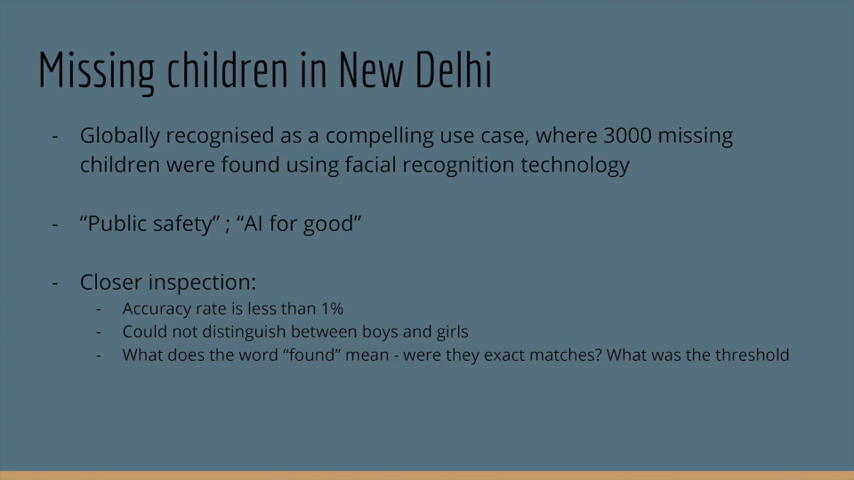 Missing children in New Delhi
- Globally recognised as a compelling use case, where 3000 missing
children were found using facial recognition technology
- “Public safety” ; “AI for good”
- Closer inspection:
- Accuracy rate is less than 1%
- Could not distinguish between boys and girls
- What does the word “found” mean - were they exact matches? What was the threshold